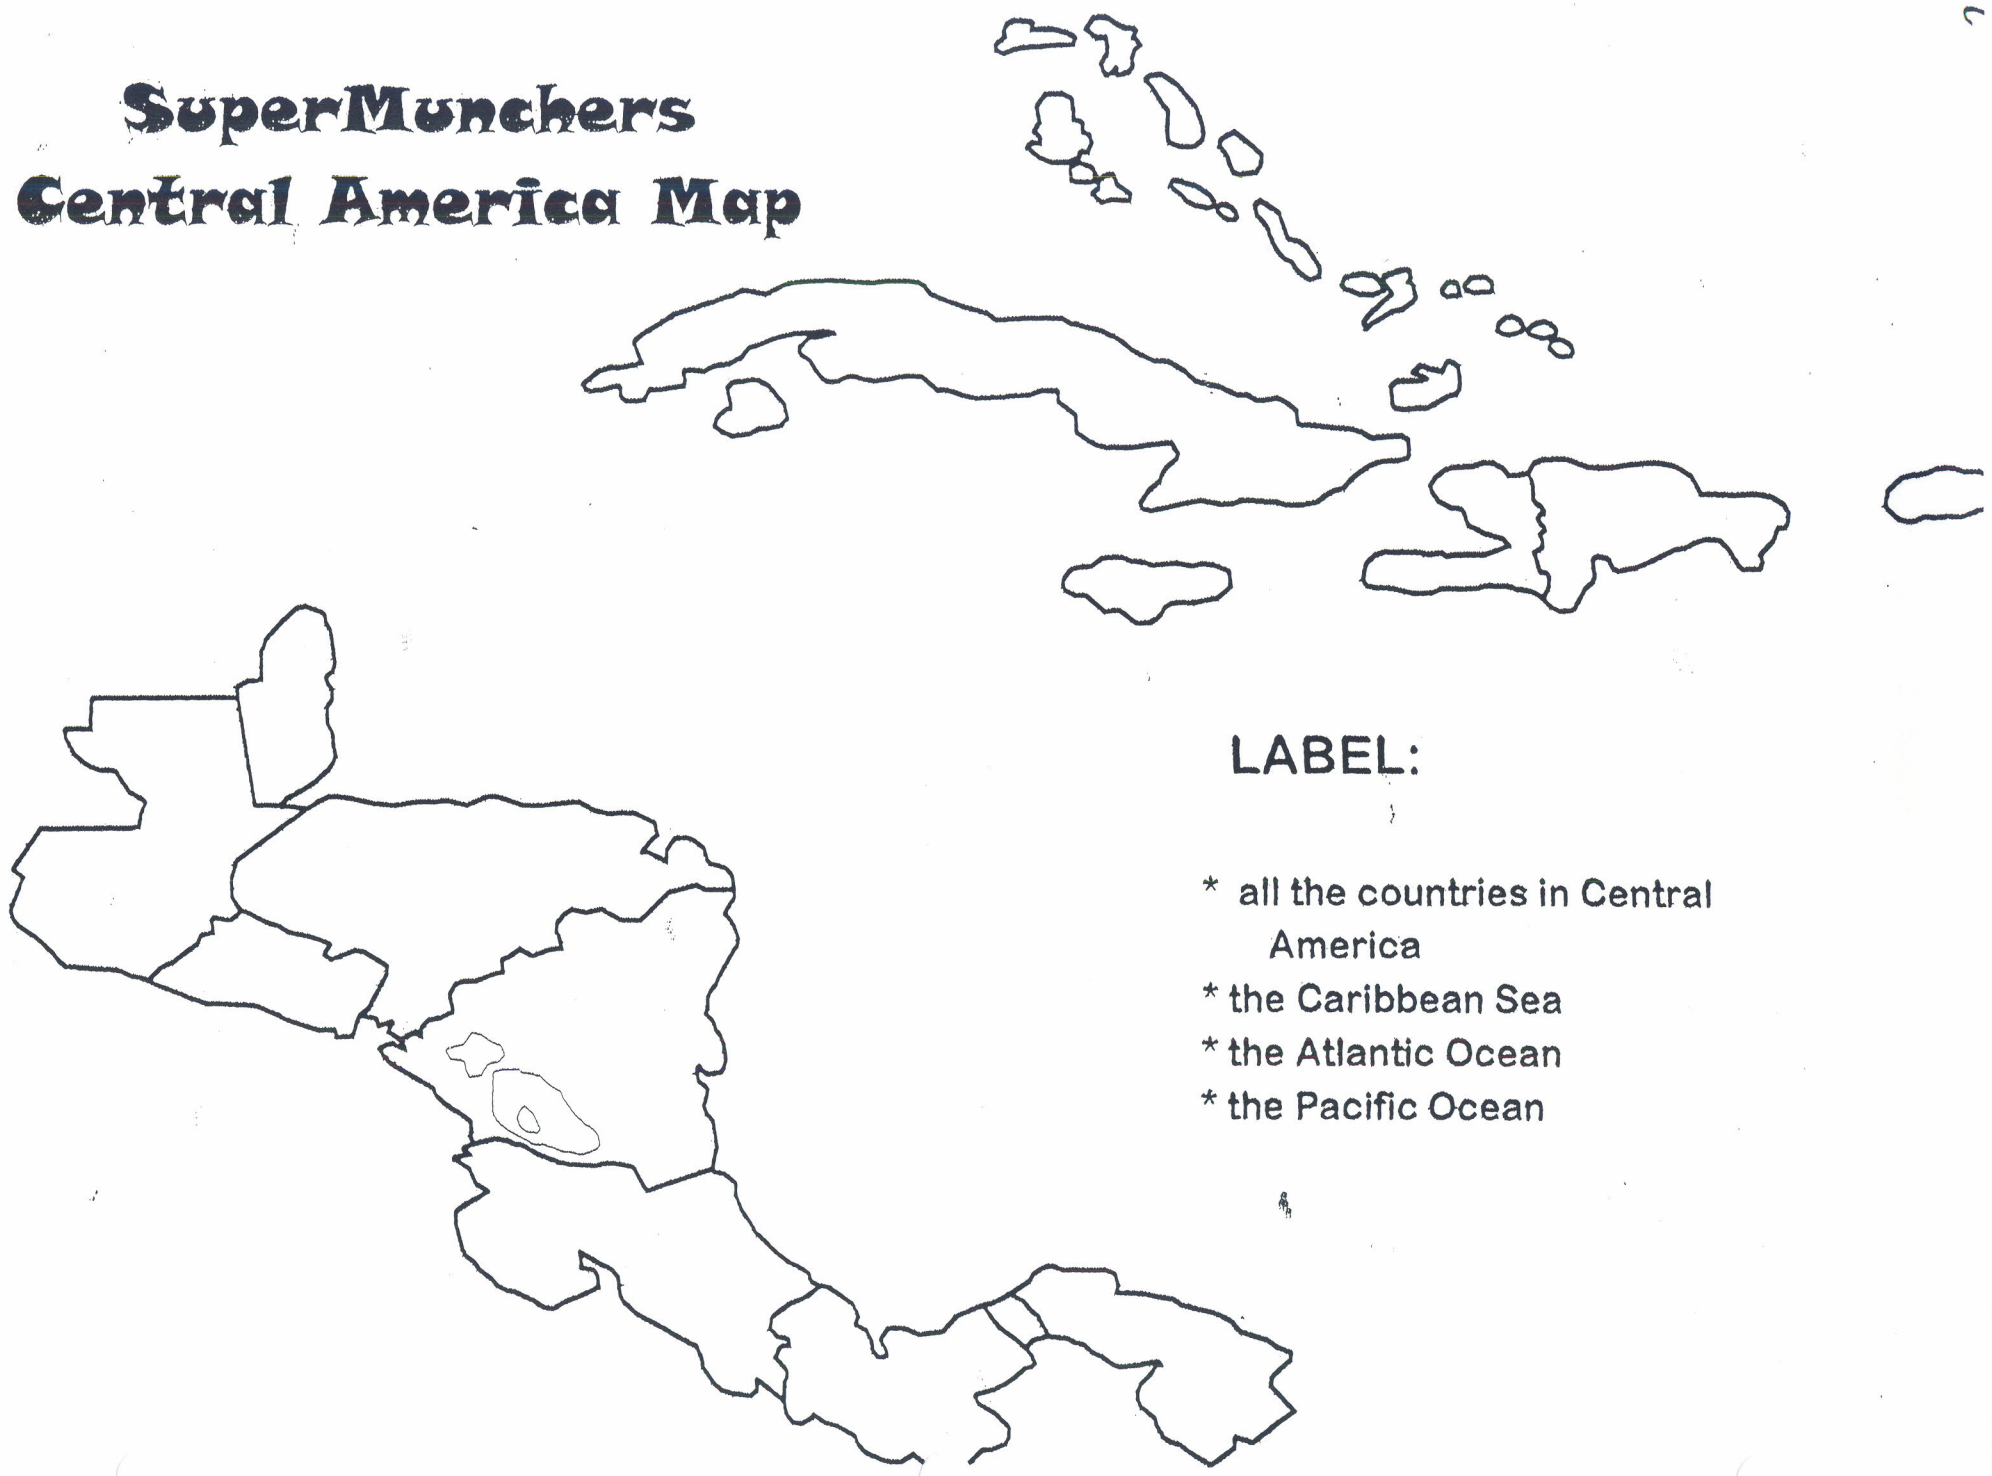 SuperMunchers
Central America Map
LABEL:
* all the countries in Central
America
* the Caribbean Sea
* the Atlantic Ocean
* the Pacific Ocean